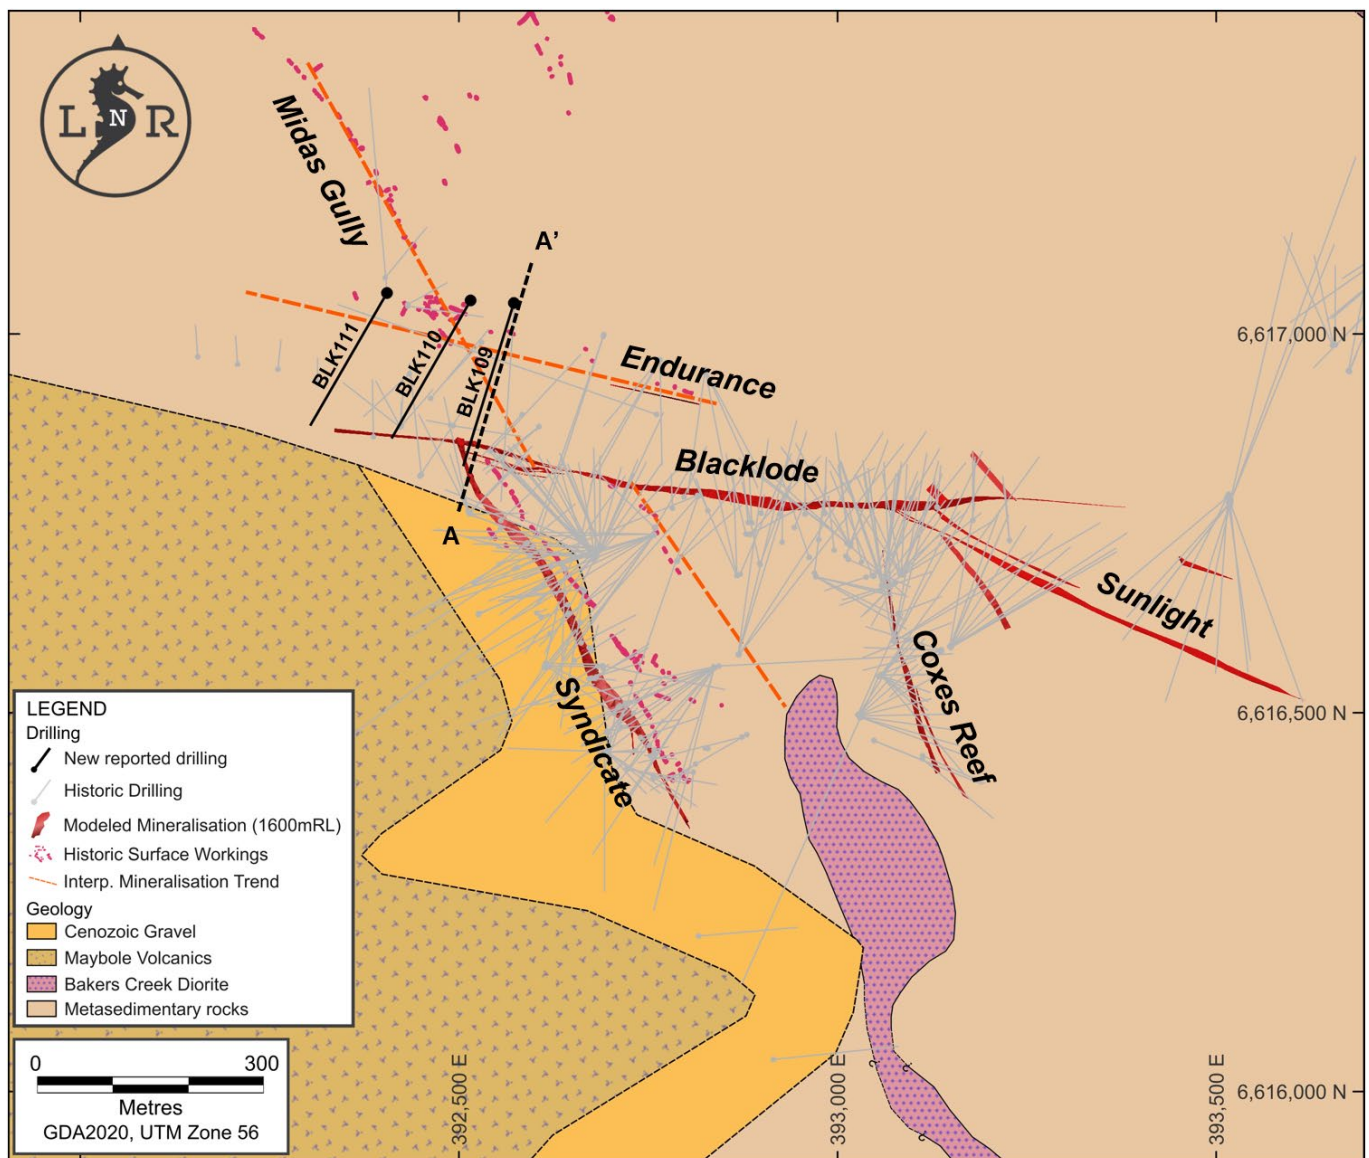 L N R
Midas Gully
A’
6,617,000 N
BLK111
BLK110
BLK109
Endurance
Blacklode
A
Sunlight
Coxes Reef
Syndicate
6,616,500 N
LEGEND
Drilling
New reported drilling
Historic Drilling
Modeled Mineralisation (1600mRL)
Historic Surface Workings
Interp. Mineralisation Trend
Geology
Cenozoic Gravel
Maybole Volcanics
Bakers Creek Diorite
Metasedimentary rocks
0 300
Metres
GDA2020, UTM Zone 56
392,500 E
393,000 E
393,500 E
6,616,000 N
? ?
?